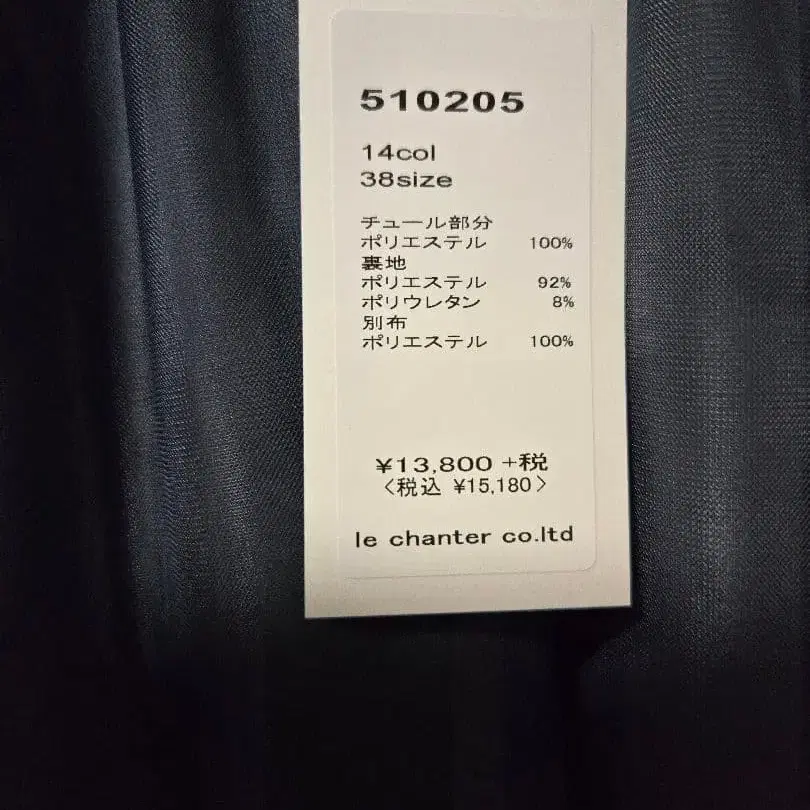 510205
14col
38size
チュール部分
ポリエステル 100%
裏地
ポリエステル 92%
ポリウレタン 8%
別布
ポリエステル 100%
¥13,800 +税
<税込 ¥15,180>
le chanter co.ltd